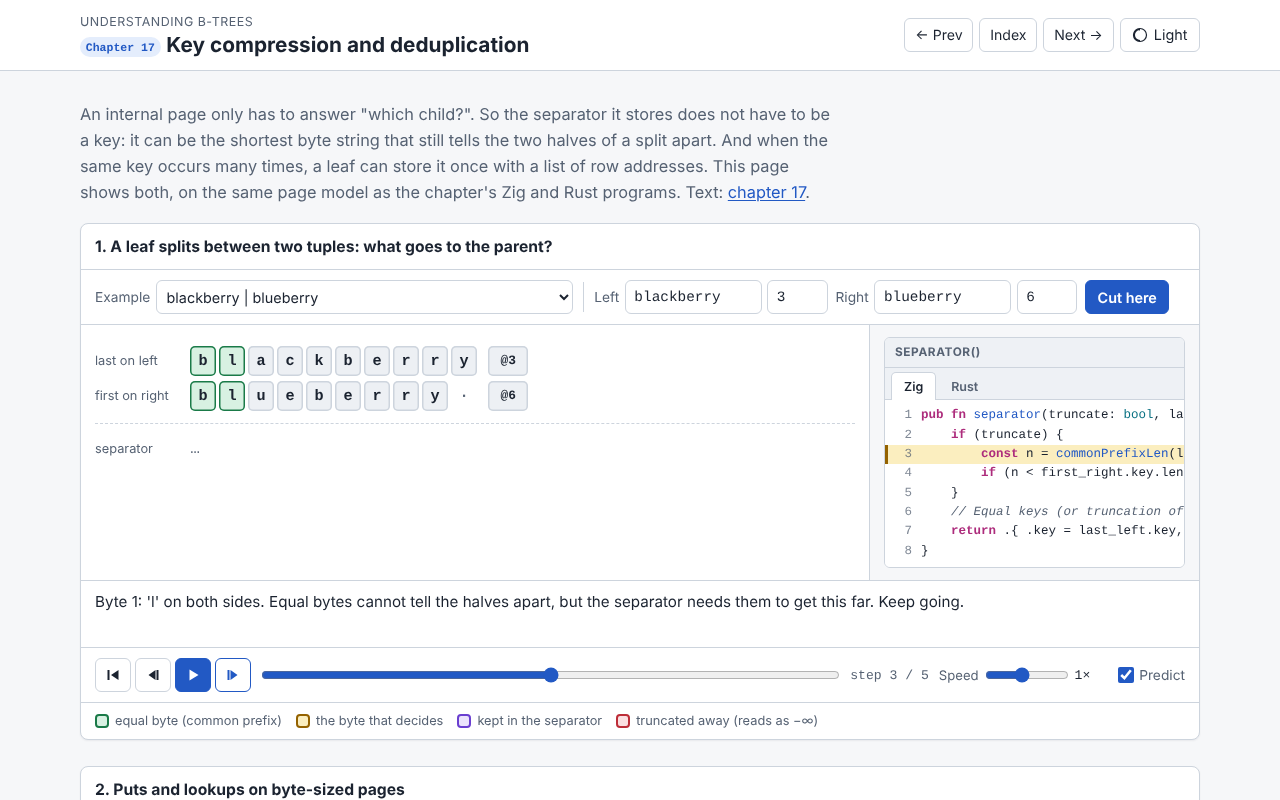 UNDERSTANDING B-TREES
Chapter 17 Key compression and deduplication
← Prev
Index
Next →
Light
An internal page only has to answer "which child?". So the separator it stores does not have to be
a key: it can be the shortest byte string that still tells the two halves of a split apart. And when the
same key occurs many times, a leaf can store it once with a list of row addresses. This page
shows both, on the same page model as the chapter's Zig and Rust programs. Text: chapter 17.
1. A leaf splits between two tuples: what goes to the parent?
Example blackberry | blueberry Left blackberry 3 Right blueberry 6 Cut here
last on left b l a c k b e r r y @3
first on right b l u e b e r r y · @6
separator …
SEPARATOR()
Zig Rust
1 pub fn separator(truncate: bool, la
2 if (truncate) {
3 const n = commonPrefixLen(l
4 if (n < first_right.key.len
5 }
6 // Equal keys (or truncation of
7 return .{ .key = last_left.key,
8 }
Byte 1: 'l' on both sides. Equal bytes cannot tell the halves apart, but the separator needs them to get this far. Keep going.
step 3 / 5 Speed 1× Predict
equal byte (common prefix) the byte that decides kept in the separator truncated away (reads as −∞)
2. Puts and lookups on byte-sized pages